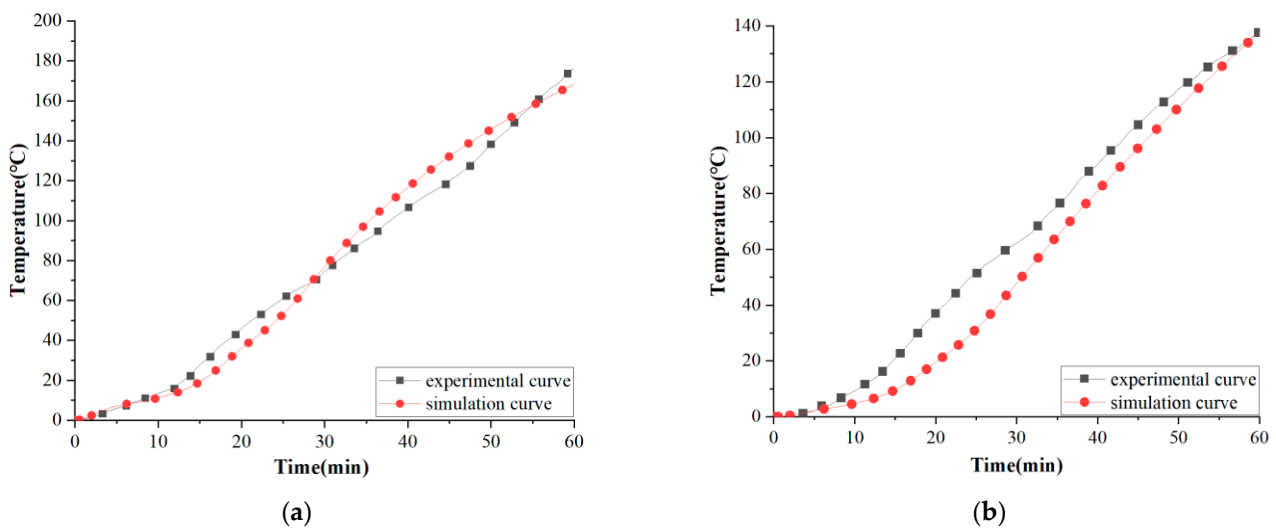 200
180
160
140
120
100
80
60
40
20
0
Temperature(℃)
0 10 20 30 40 50 60
Time(min)
experimental curve
simulation curve
(a)
140
120
100
80
60
40
20
0
Temperature(℃)
0 10 20 30 40 50 60
Time(min)
experimental curve
simulation curve
(b)